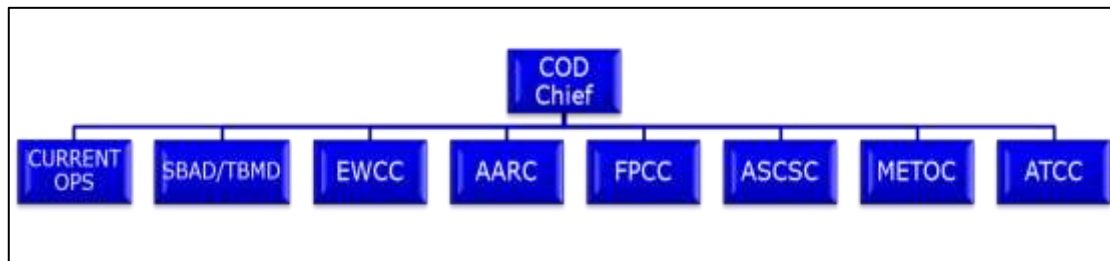 COD
Chief
CURRENT
OPS
SBAD/TBMD
EWCC
AARC
FPCC
ASCSC
METOC
ATCC